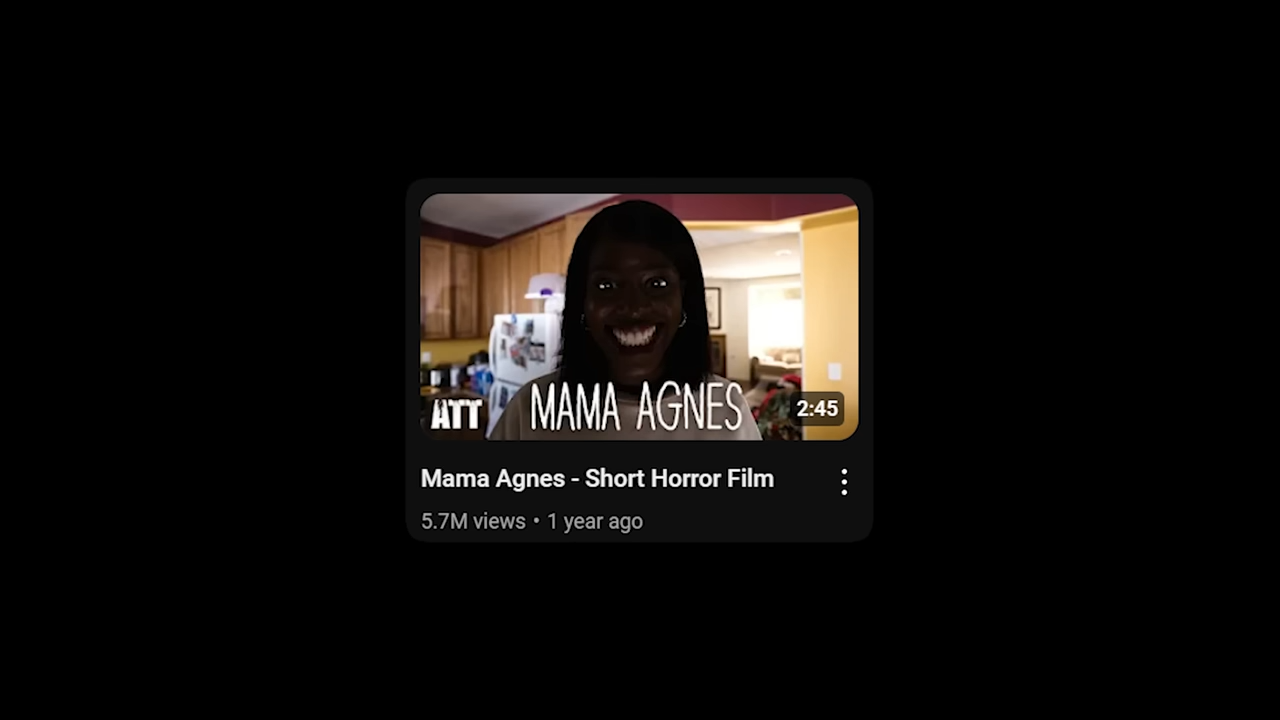 ATT
MAMA AGNES
2:45
Mama Agnes - Short Horror Film
5.7M views • 1 year ago